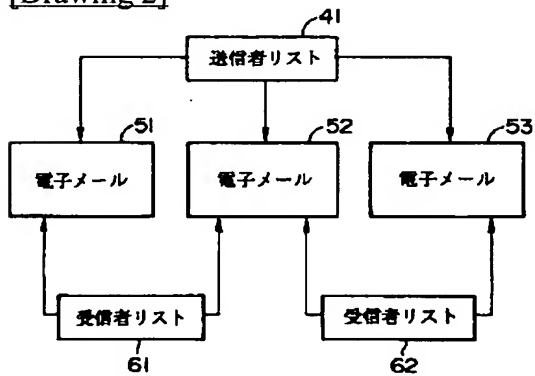 [Drawing 2]
41
送信者リスト
51
52
53
電子メール
電子メール
電子メール
受信者リスト
受信者リスト
61
62